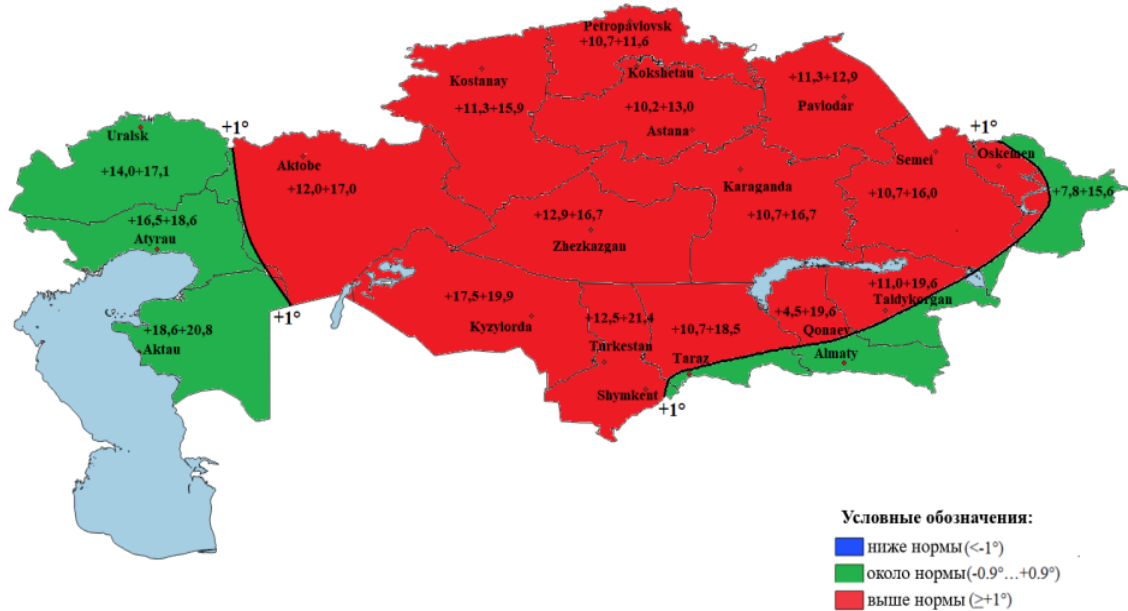 Petropavlovsk
+10,7+11,6
Kostanay
Kokshetau
+11,3+12,9
+11,3+15,9
+10,2+13,0
Pavlodar
Uralsk
+1°
Astana
+1°
Aktobe
Semei
Oskemen
+14,0+17,1
+12,0+17,0
Karaganda
+10,7+16,0
+7,8+15,6
+16,5+18,6
+12,9+16,7
+10,7+16,7
Atyrau
Zhezkazgan
+17,5+19,9
+11,0+19,6
Taldykorgan
+1°
+18,6+20,8
Kyzylorda
+12,5+21,4
+10,7+18,5
+4,5+19,6
Qonaev
Aktau
Turkestan
Taraz
Almaty
Shymkent
+1°
Условные обозначения:
ниже нормы (<-1°)
около нормы(-0.9°…+0.9°)
выше нормы (≥+1°)